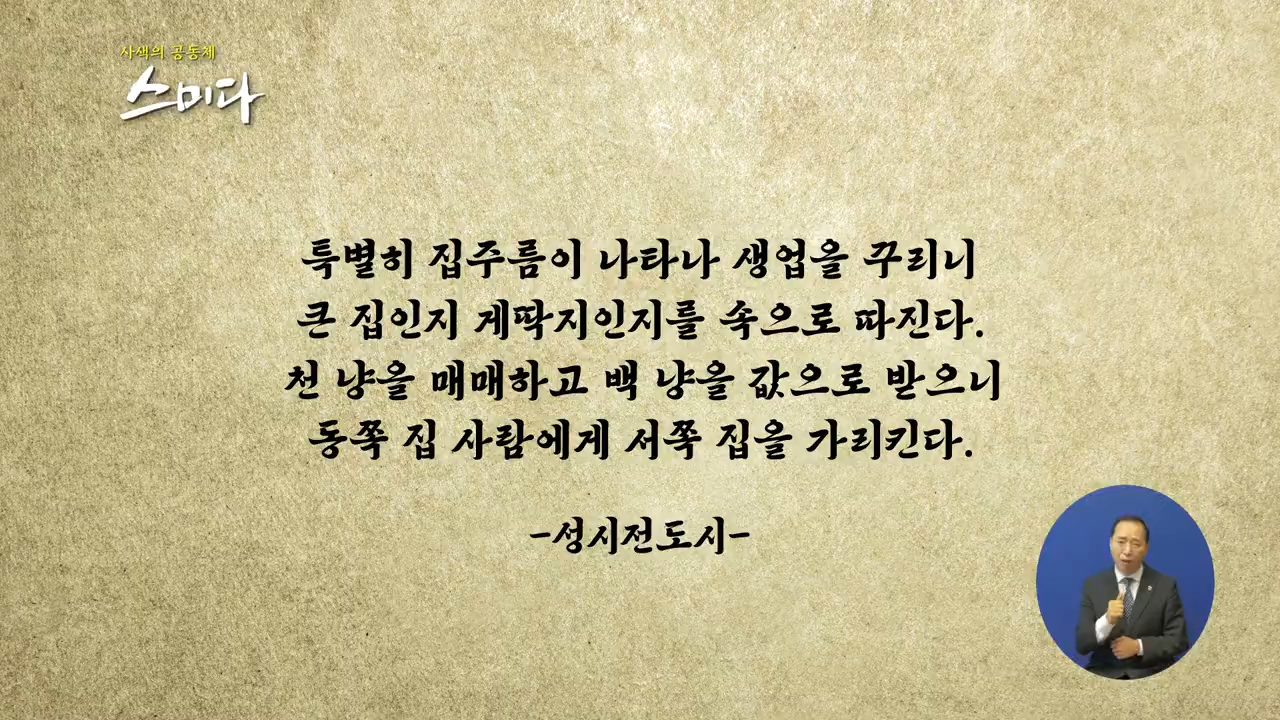 사색의 공동체
스미다
특별히 집주름이 나타나 생업을 꾸리니
큰 집인지 게딱지인지를 속으로 따진다.
천 냥을 매매하고 백 냥을 값으로 받으니
동쪽 집 사람에게 서쪽 집을 가리킨다.
-성시전도시-